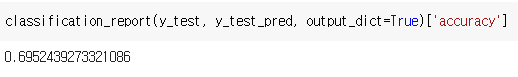 classification_report(y_test, y_test_pred, output_dict=True)['accuracy']
0.6952439273321086